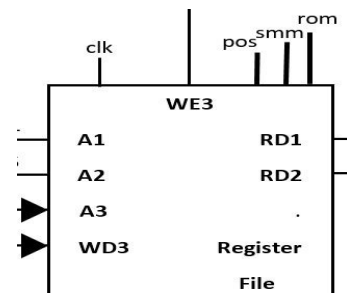 rom
smm
pos
clk
WE3
A1 RD1
A2 RD2
A3 .
WD3 Register
File